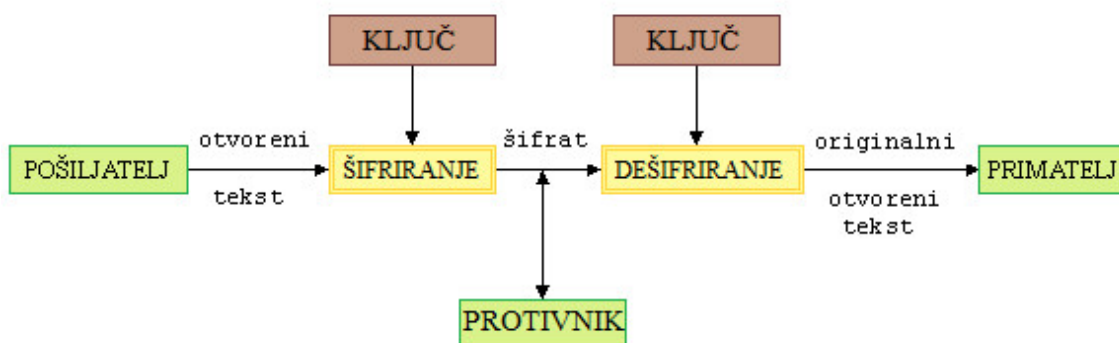 KLJUČ
KLJUČ
POŠILJATELJ
otvoreni
tekst
ŠIFRIRANJE
šifrat
DEŠIFRIRANJE
originalni
otvoreni
tekst
PRIMATELJ
PROTIVNIK